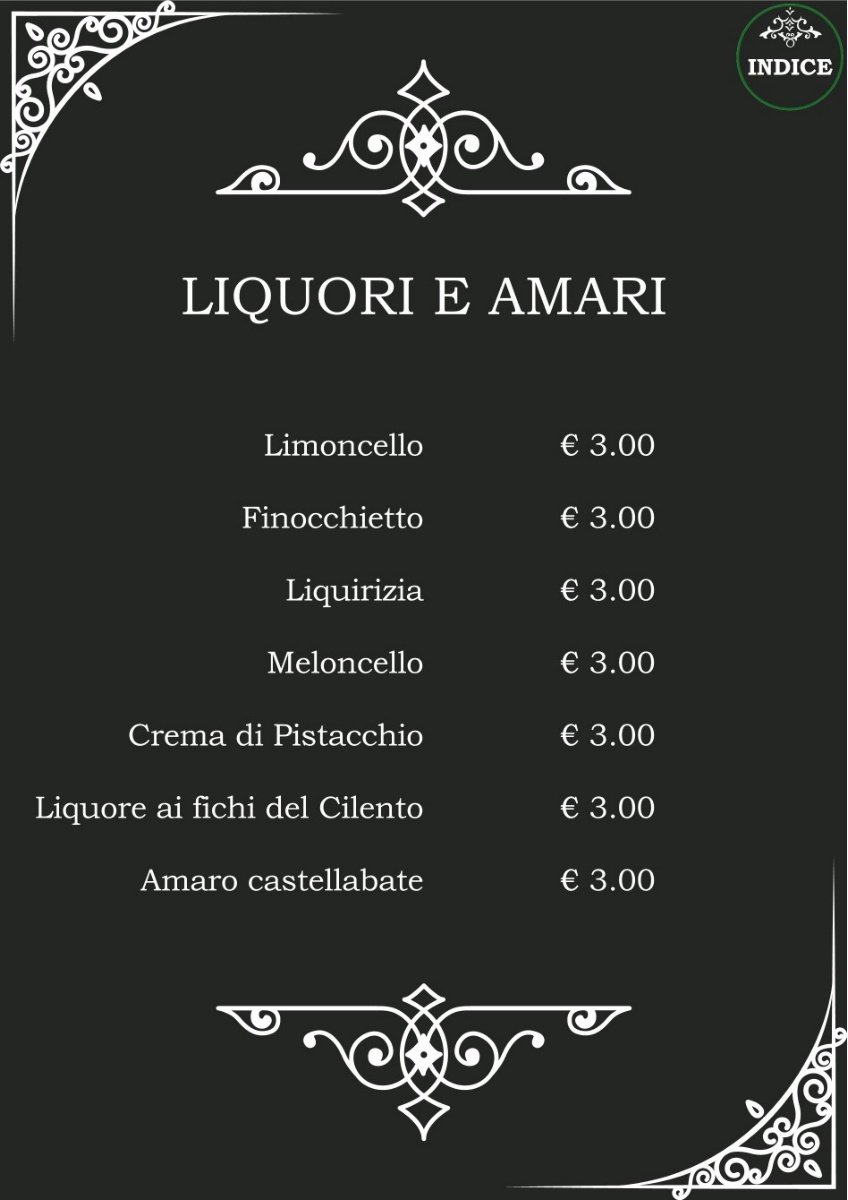 INDICE
LIQUORI E AMARI
Limoncello € 3.00
Finocchietto € 3.00
Liquirizia € 3.00
Meloncello € 3.00
Crema di Pistacchio € 3.00
Liquore ai fichi del Cilento € 3.00
Amaro castellabate € 3.00